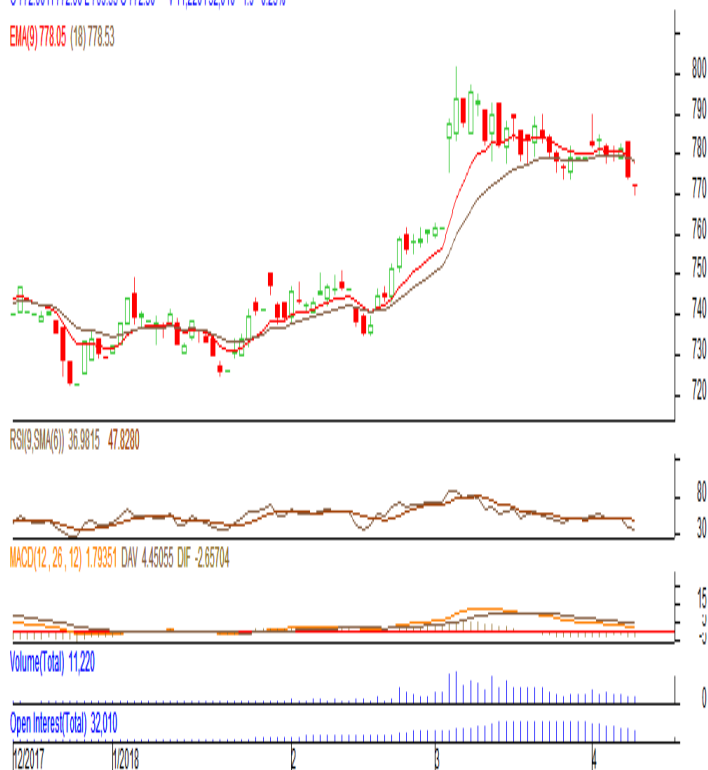 EMA(9) 778.05 (18) 778.53
800
790
780
770
760
750
740
730
720
RSI(9,SMA(6)) 36.9815 47.8280
80
30
MACD(12 , 26 , 12) 1.79351 DAV 4.45055 DIF -2.65704
15
Volume(Total) 11,220
0
Open Interest(Total) 32,010
12/2017 1/2018 2 3 4